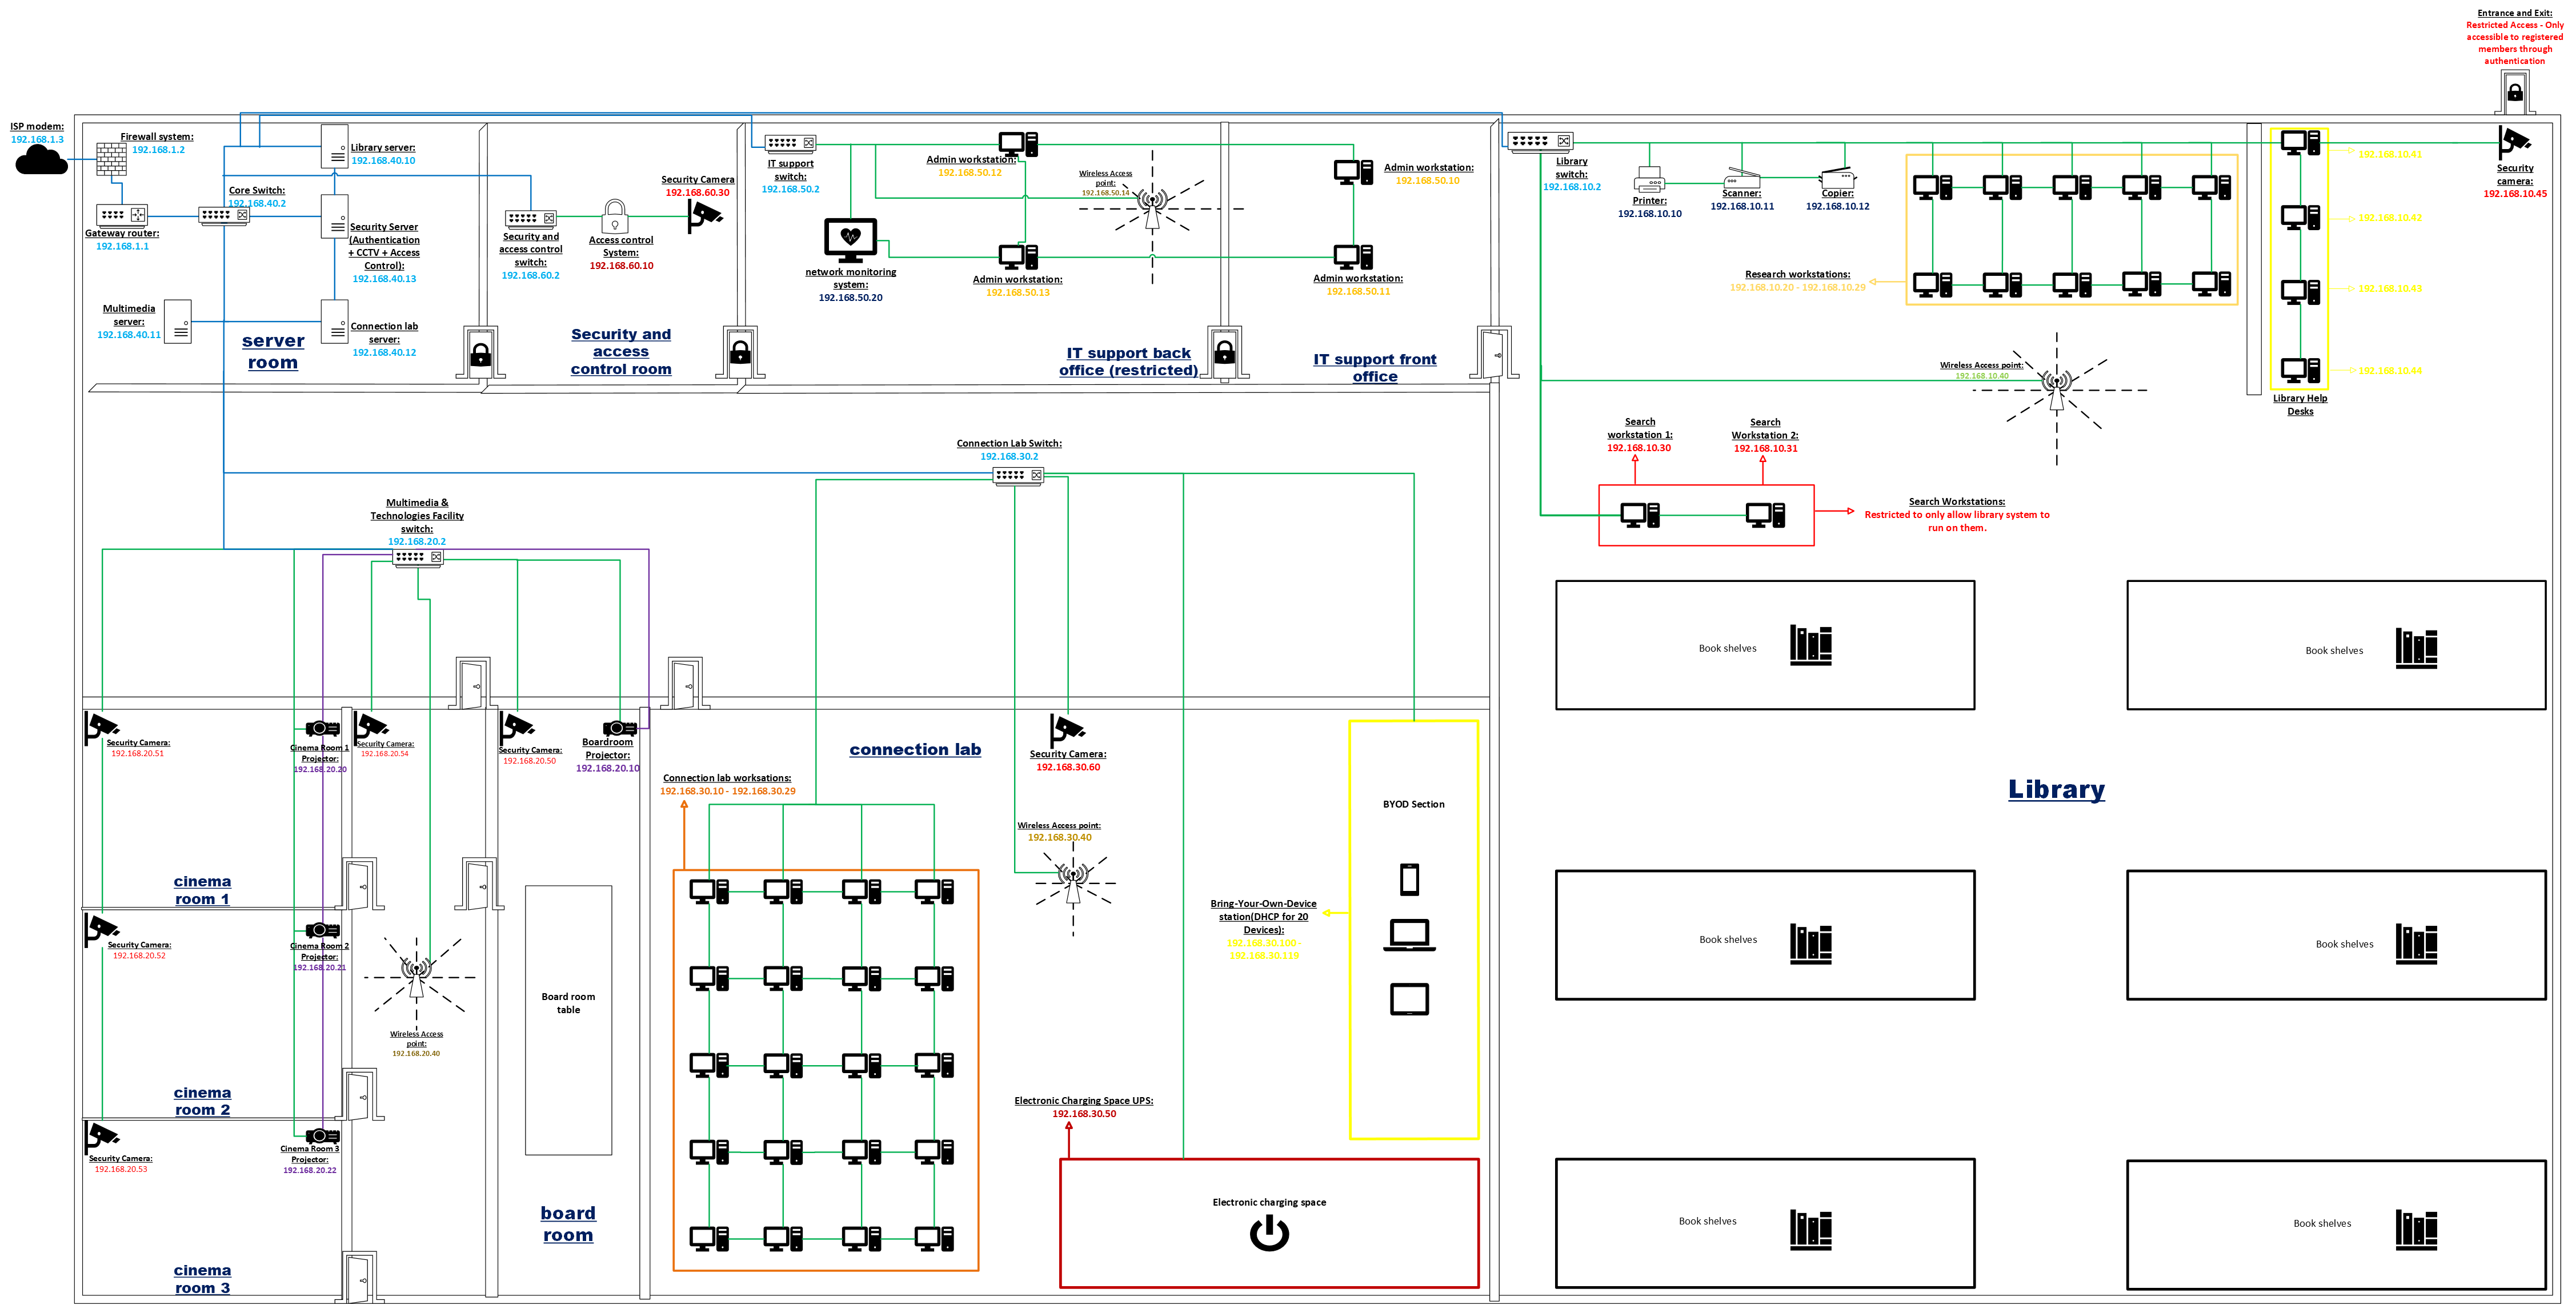 Entrance and Exit:
Restricted Access - Only
accessible to registered
members through
authentication
ISP modem:
192.168.1.3
Firewall system:
192.168.1.2
Gateway router:
192.168.1.1
Core Switch:
192.168.40.2
Library server:
192.168.40.10
Security Server
(Authentication
+ CCTV + Access
Control):
192.168.40.13
Multimedia
server:
192.168.40.11
Connection lab
server:
192.168.40.12
server
room
Security and
access control
switch:
192.168.60.2
Access control
System:
192.168.60.10
Security Camera
192.168.60.30
Security and
access
control room
IT support
switch:
192.168.50.2
Admin workstation:
192.168.50.12
Wireless Access
point:
192.168.50.14
network monitoring
system:
192.168.50.20
Admin workstation:
192.168.50.13
IT support back
office (restricted)
Admin workstation:
192.168.50.10
Admin workstation:
192.168.50.11
IT support front
office
Library
switch:
192.168.10.2
Printer:
192.168.10.10
Scanner:
192.168.10.11
Copier:
192.168.10.12
Research workstations:
192.168.10.20 - 192.168.10.29
192.168.10.41
192.168.10.42
192.168.10.43
192.168.10.44
Library Help
Desks
Security
camera:
192.168.10.45
Wireless Access point:
192.168.10.40
Search
workstation 1:
192.168.10.30
Search
Workstation 2:
192.168.10.31
Search Workstations:
Restricted to only allow library system to
run on them.
Connection Lab Switch:
192.168.30.2
Multimedia &
Technologies Facility
switch:
192.168.20.2
Book shelves
Book shelves
Security Camera:
192.168.20.51
Cinema Room 1
Projector:
192.168.20.20
Security Camera:
192.168.20.54
Security Camera:
192.168.20.50
Boardroom
Projector:
192.168.20.10
connection lab
Security Camera:
192.168.30.60
Connection lab worksations:
192.168.30.10 - 192.168.30.29
Wireless Access point:
192.168.30.40
BYOD Section
Library
cinema
room 1
Bring-Your-Own-Device
station(DHCP for 20
Devices):
192.168.30.100 -
192.168.30.119
Book shelves
Book shelves
Security Camera:
192.168.20.52
Cinema Room 2
Projector:
192.168.20.21
Wireless Access
point:
192.168.20.40
Board room
table
cinema
room 2
Electronic Charging Space UPS:
192.168.30.50
Security Camera:
192.168.20.53
Cinema Room 3
Projector:
192.168.20.22
board
room
Electronic charging space
Book shelves
Book shelves
cinema
room 3